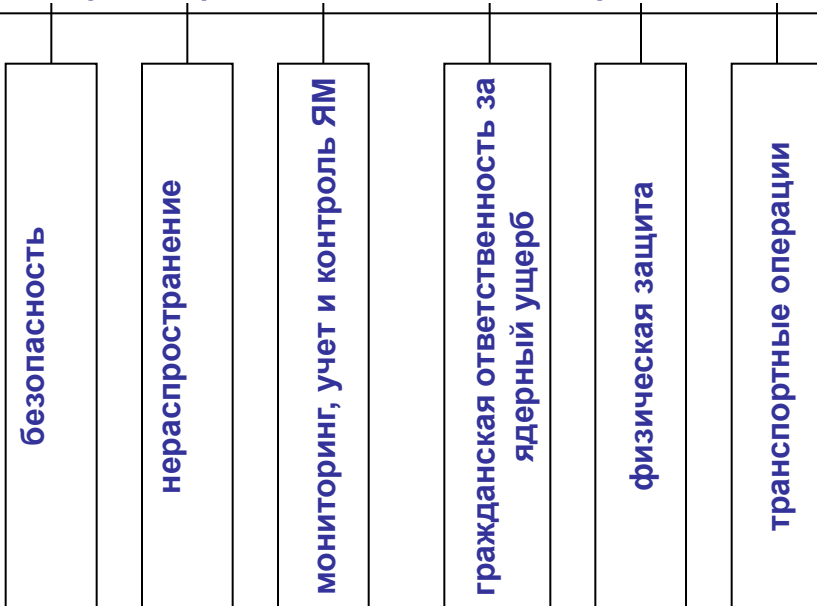 безопасность
нераспространение
мониторинг, учет и контроль ЯМ
гражданская ответственность за
ядерный ущерб
физическая защита
транспортные операции